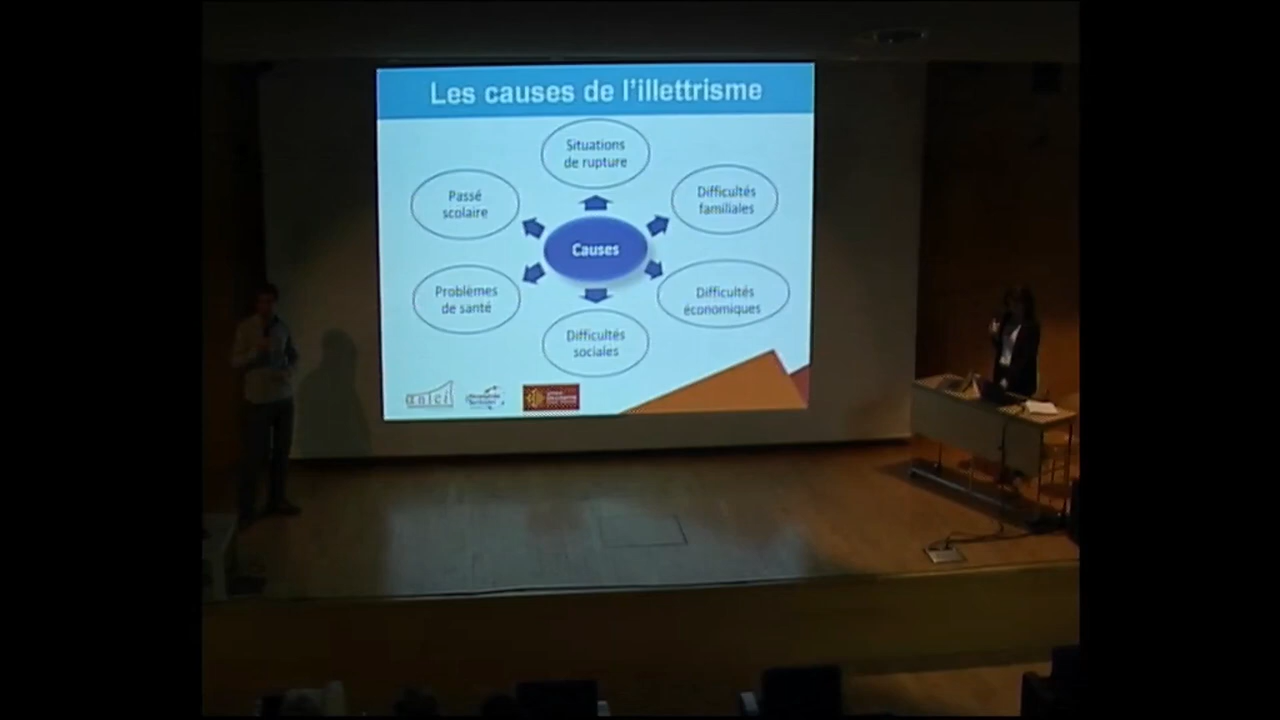 Les causes de l'illettrisme
Situations
de rupture
Passé
scolaire
Difficultés
familiales
Causes
Problèmes
de santé
Difficultés
économiques
Difficultés
sociales